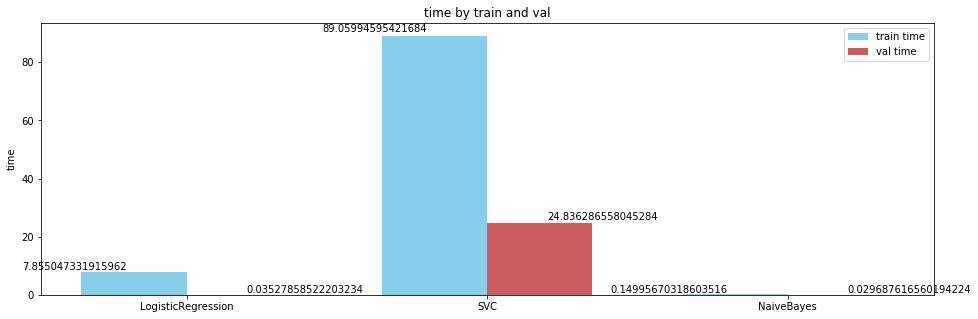 time by train and val
89.05994595421684
train time
val time
80
60
time
40
24.836286558045284
20
7.855047331915962
0.03527858522203234
0.14995670318603516
0.029687616560194224
0
LogisticRegression
SVC
NaiveBayes